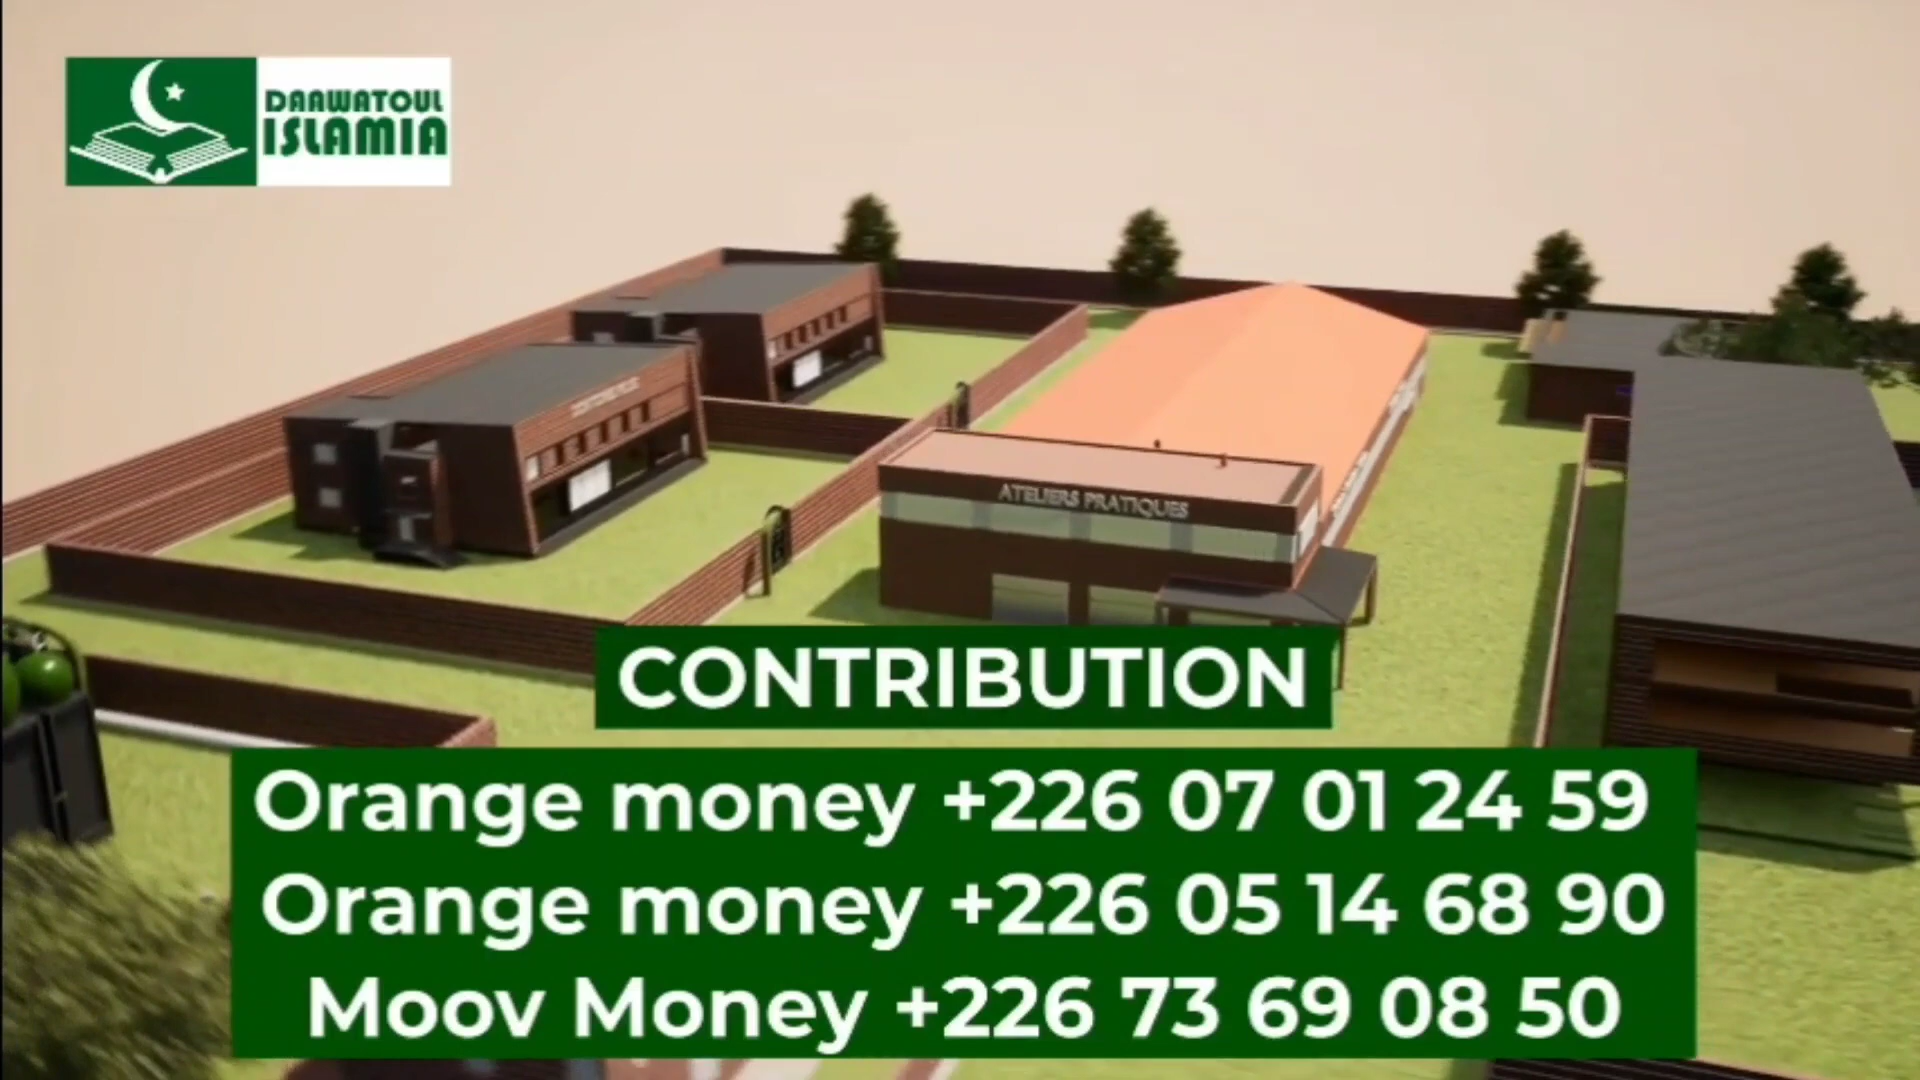 DAAWATOUL
ISLAMIA
ATELIERS PRATIQUES
CONTRIBUTION
Orange money +226 07 01 24 59
Orange money +226 05 14 68 90
Moov Money +226 73 69 08 50